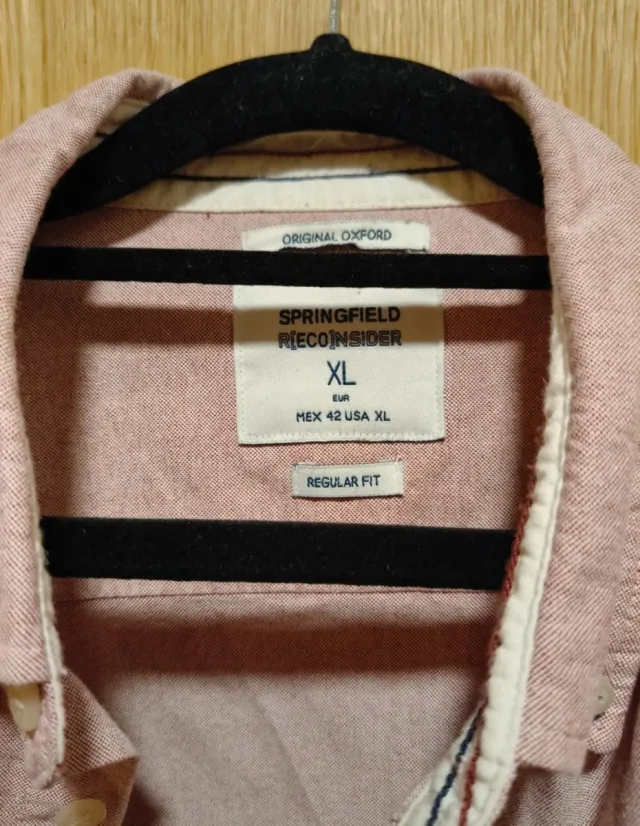 ORIGINAL OXFORD
SPRINGFIELD
R[ECO]NSIDER
XL
EUR
MEX 42 USA XL
REGULAR FIT